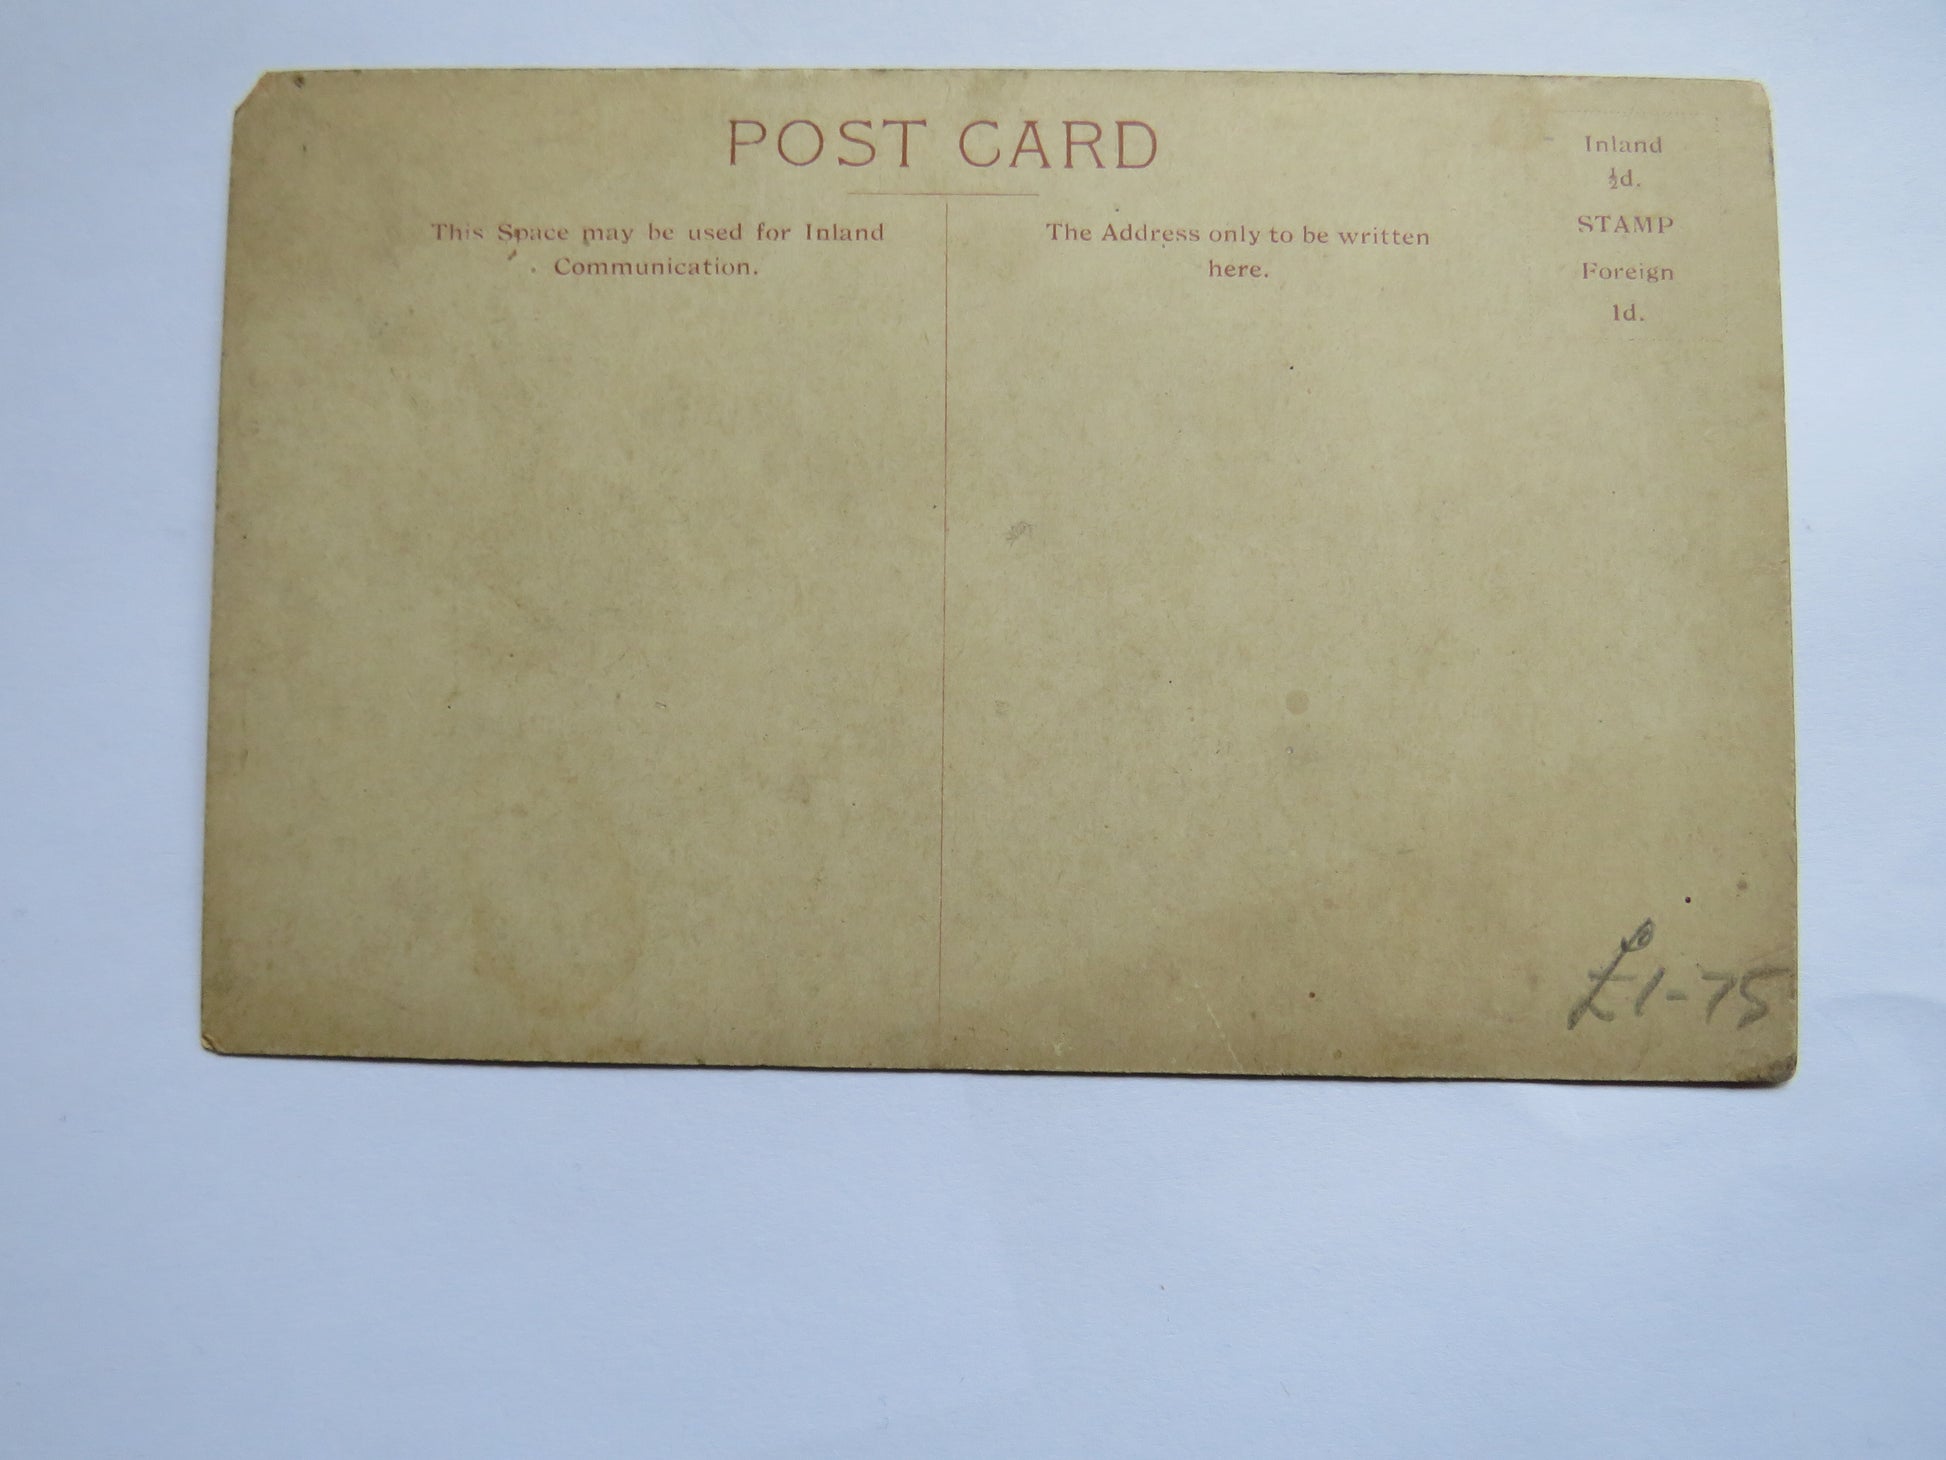 POST CARD
This Space may be used for Inland
Communication.
The Address only to be written
here.
Inland
½d.
STAMP
Foreign
1d.
£1-75